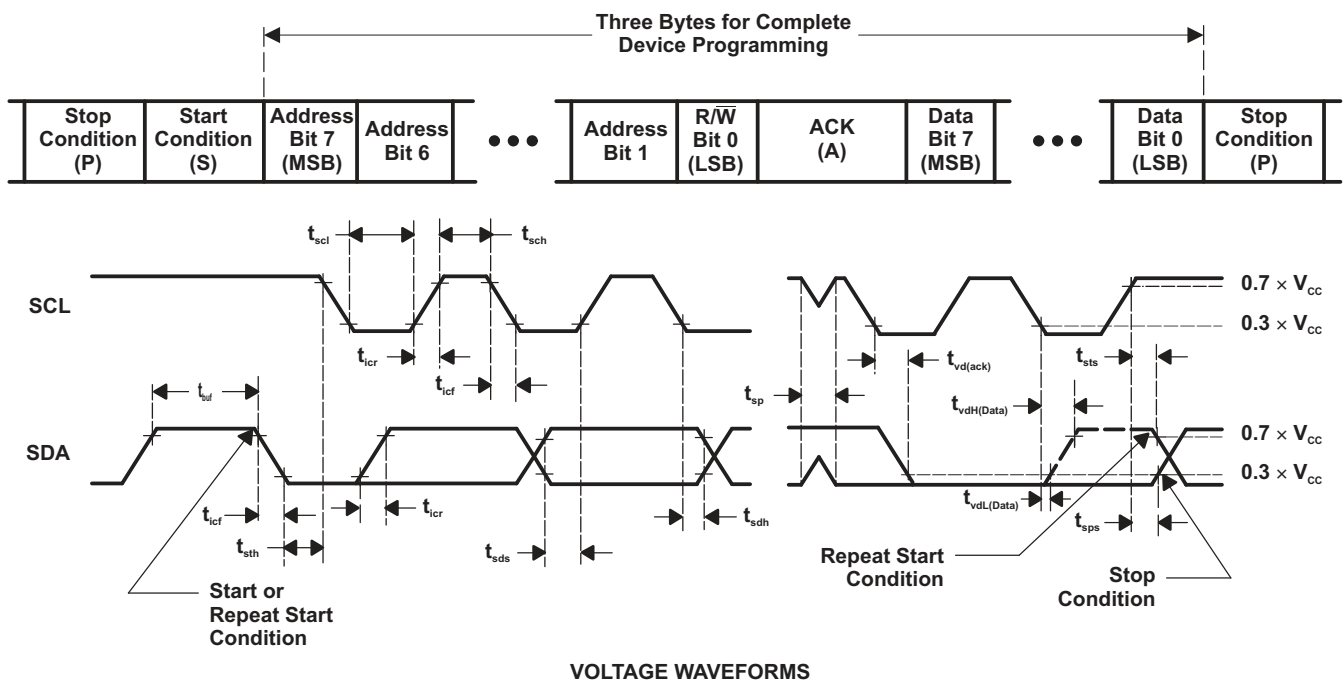 Three Bytes for Complete
Device Programming
Stop
Condition
(P)
Start
Condition
(S)
Address
Bit 7
(MSB)
Address
Bit 6
•••
Address
Bit 1
R/W̅
Bit 0
(LSB)
ACK
(A)
Data
Bit 7
(MSB)
•••
Data
Bit 0
(LSB)
Stop
Condition
(P)
tscl
tsch
SCL
0.7 × VCC
0.3 × VCC
ticr
ticf
tvd(ack)
tsts
tbuf
tsp
tvdH(Data)
SDA
0.7 × VCC
0.3 × VCC
ticf
ticr
tsdh
tvdL(Data)
tsps
tsth
tsds
Start or
Repeat Start
Condition
Repeat Start
Condition
Stop
Condition
VOLTAGE WAVEFORMS